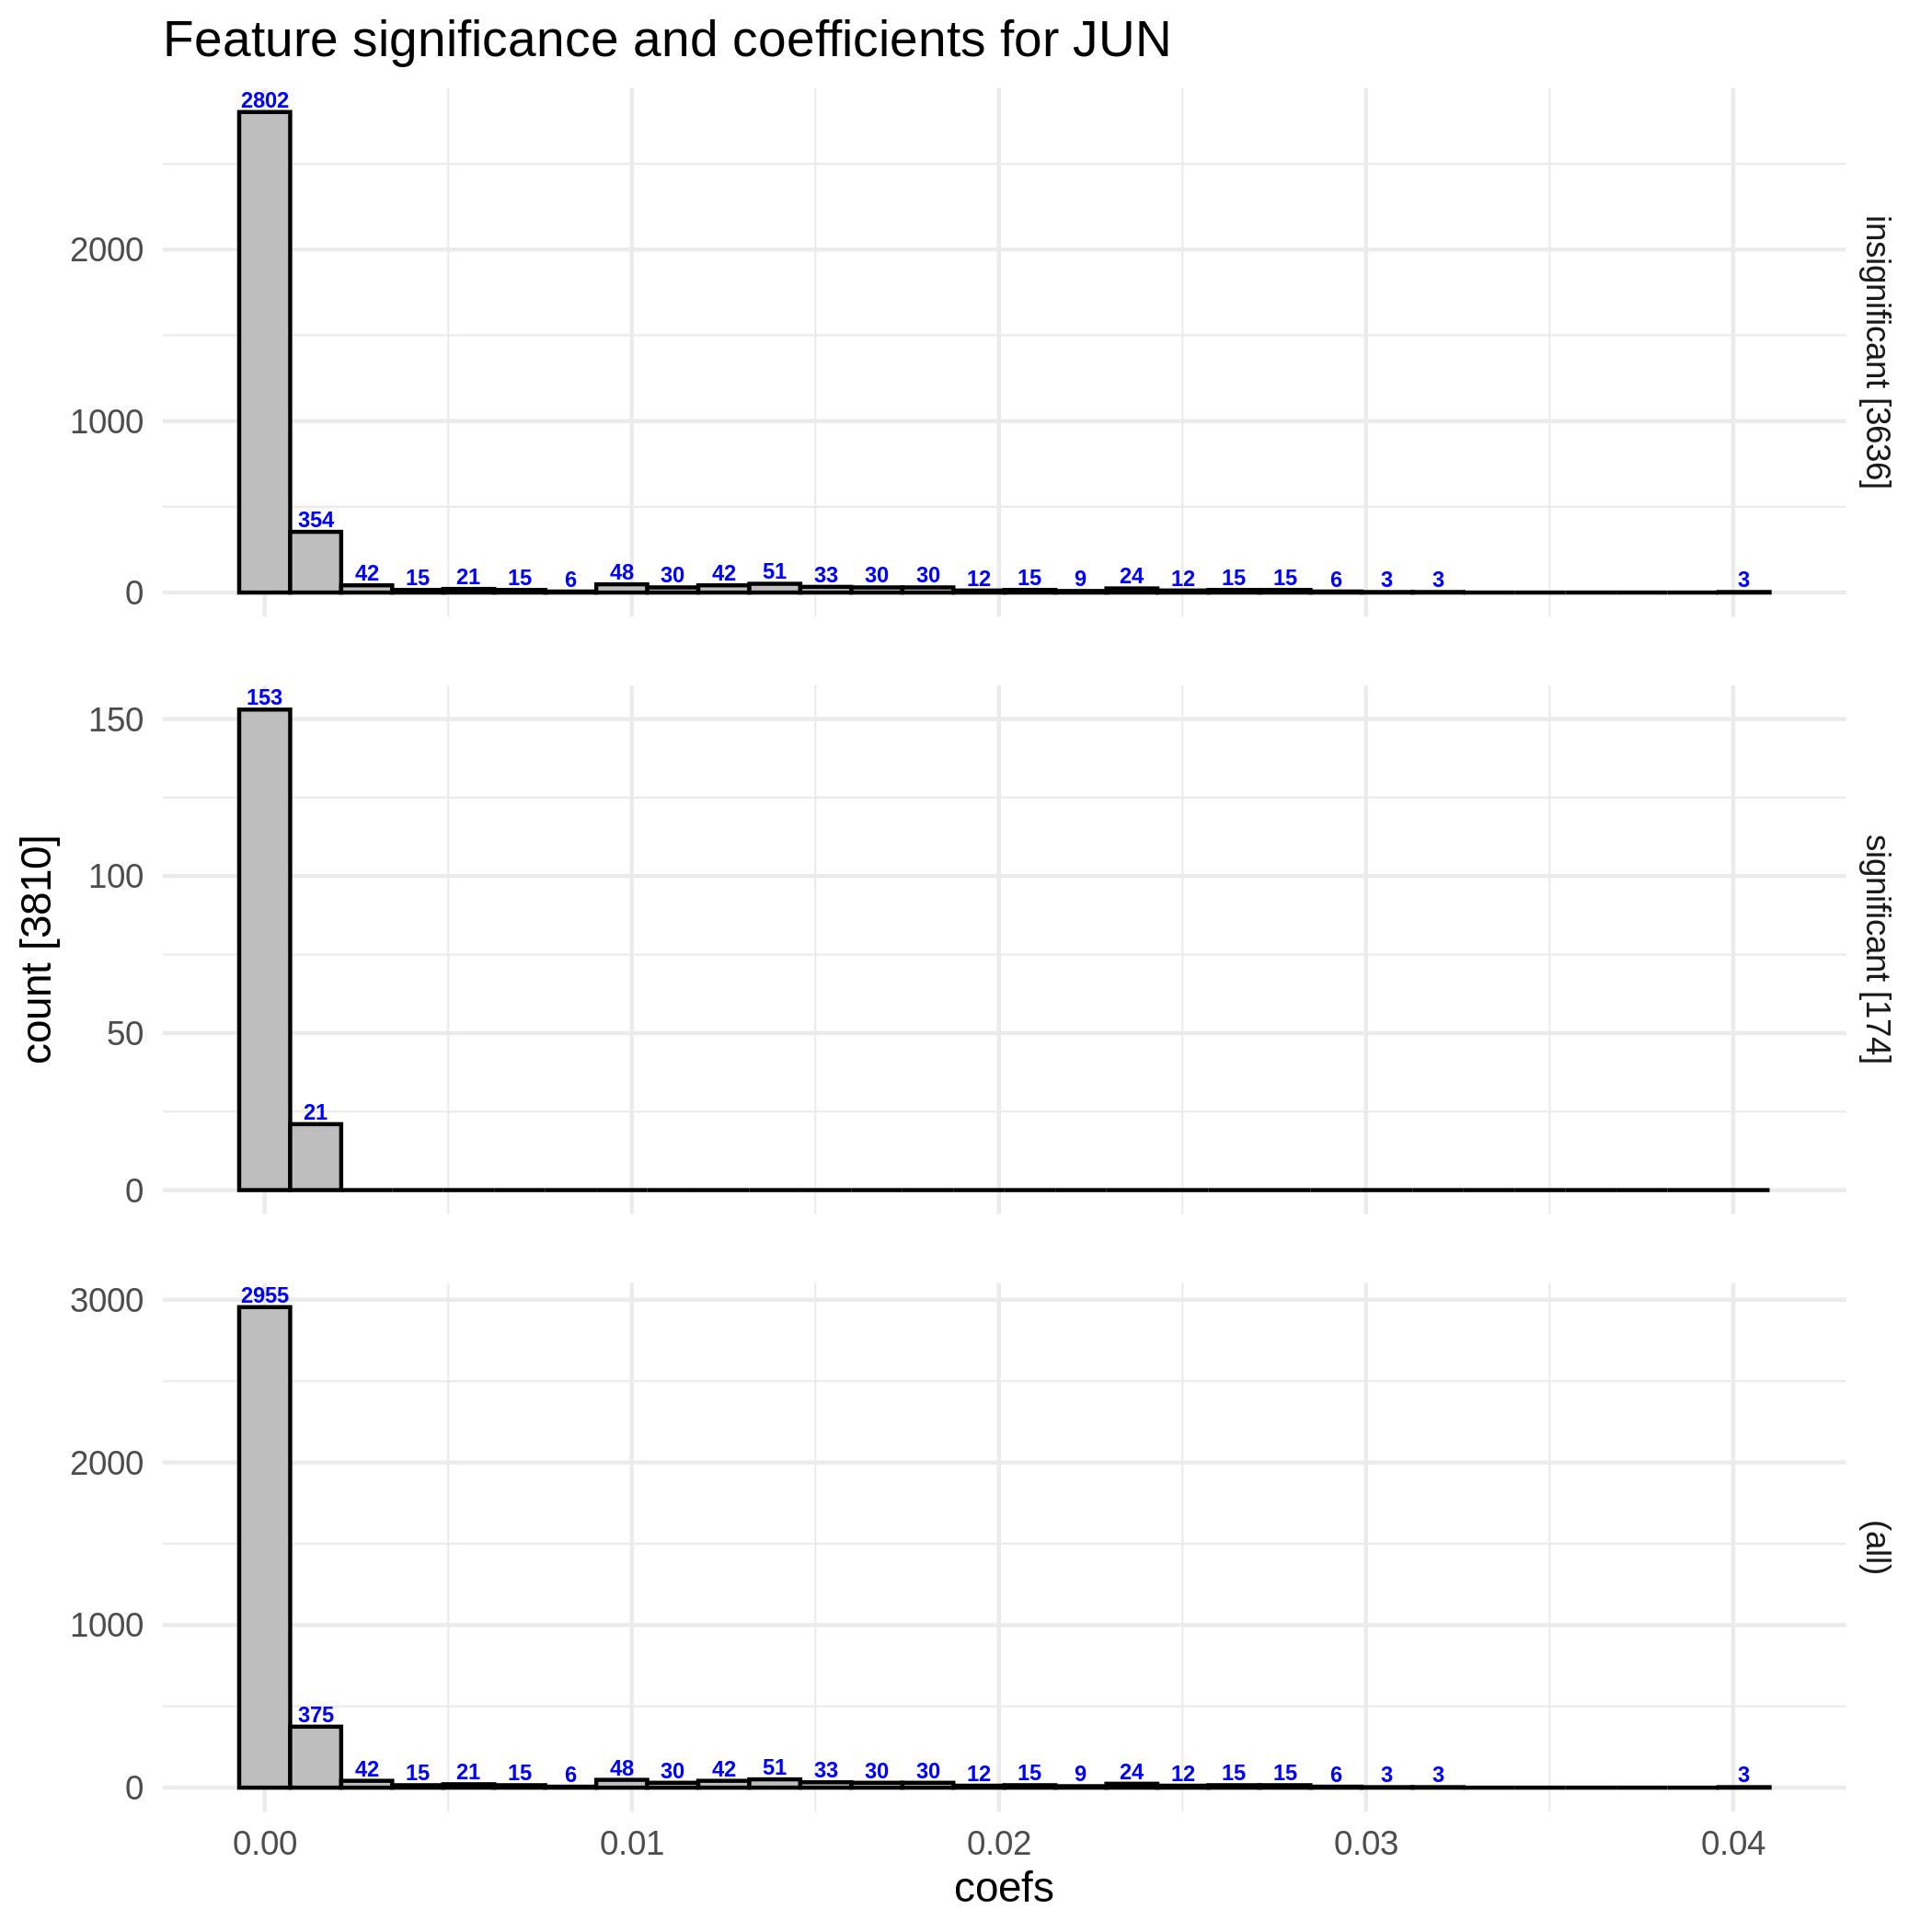 Feature significance and coefficients for JUN
2802
354
42 15 21 15 6 48 30 42 51 33 30 30 12 15 9 24 12 15 15 6 3 3 3
2000
1000
0
insignificant [3636]
153
21
150
100
50
0
significant [174]
count [3810]
2955
375
42 15 21 15 6 48 30 42 51 33 30 30 12 15 9 24 12 15 15 6 3 3 3
3000
2000
1000
0
(all)
0.00 0.01 0.02 0.03 0.04
coefs